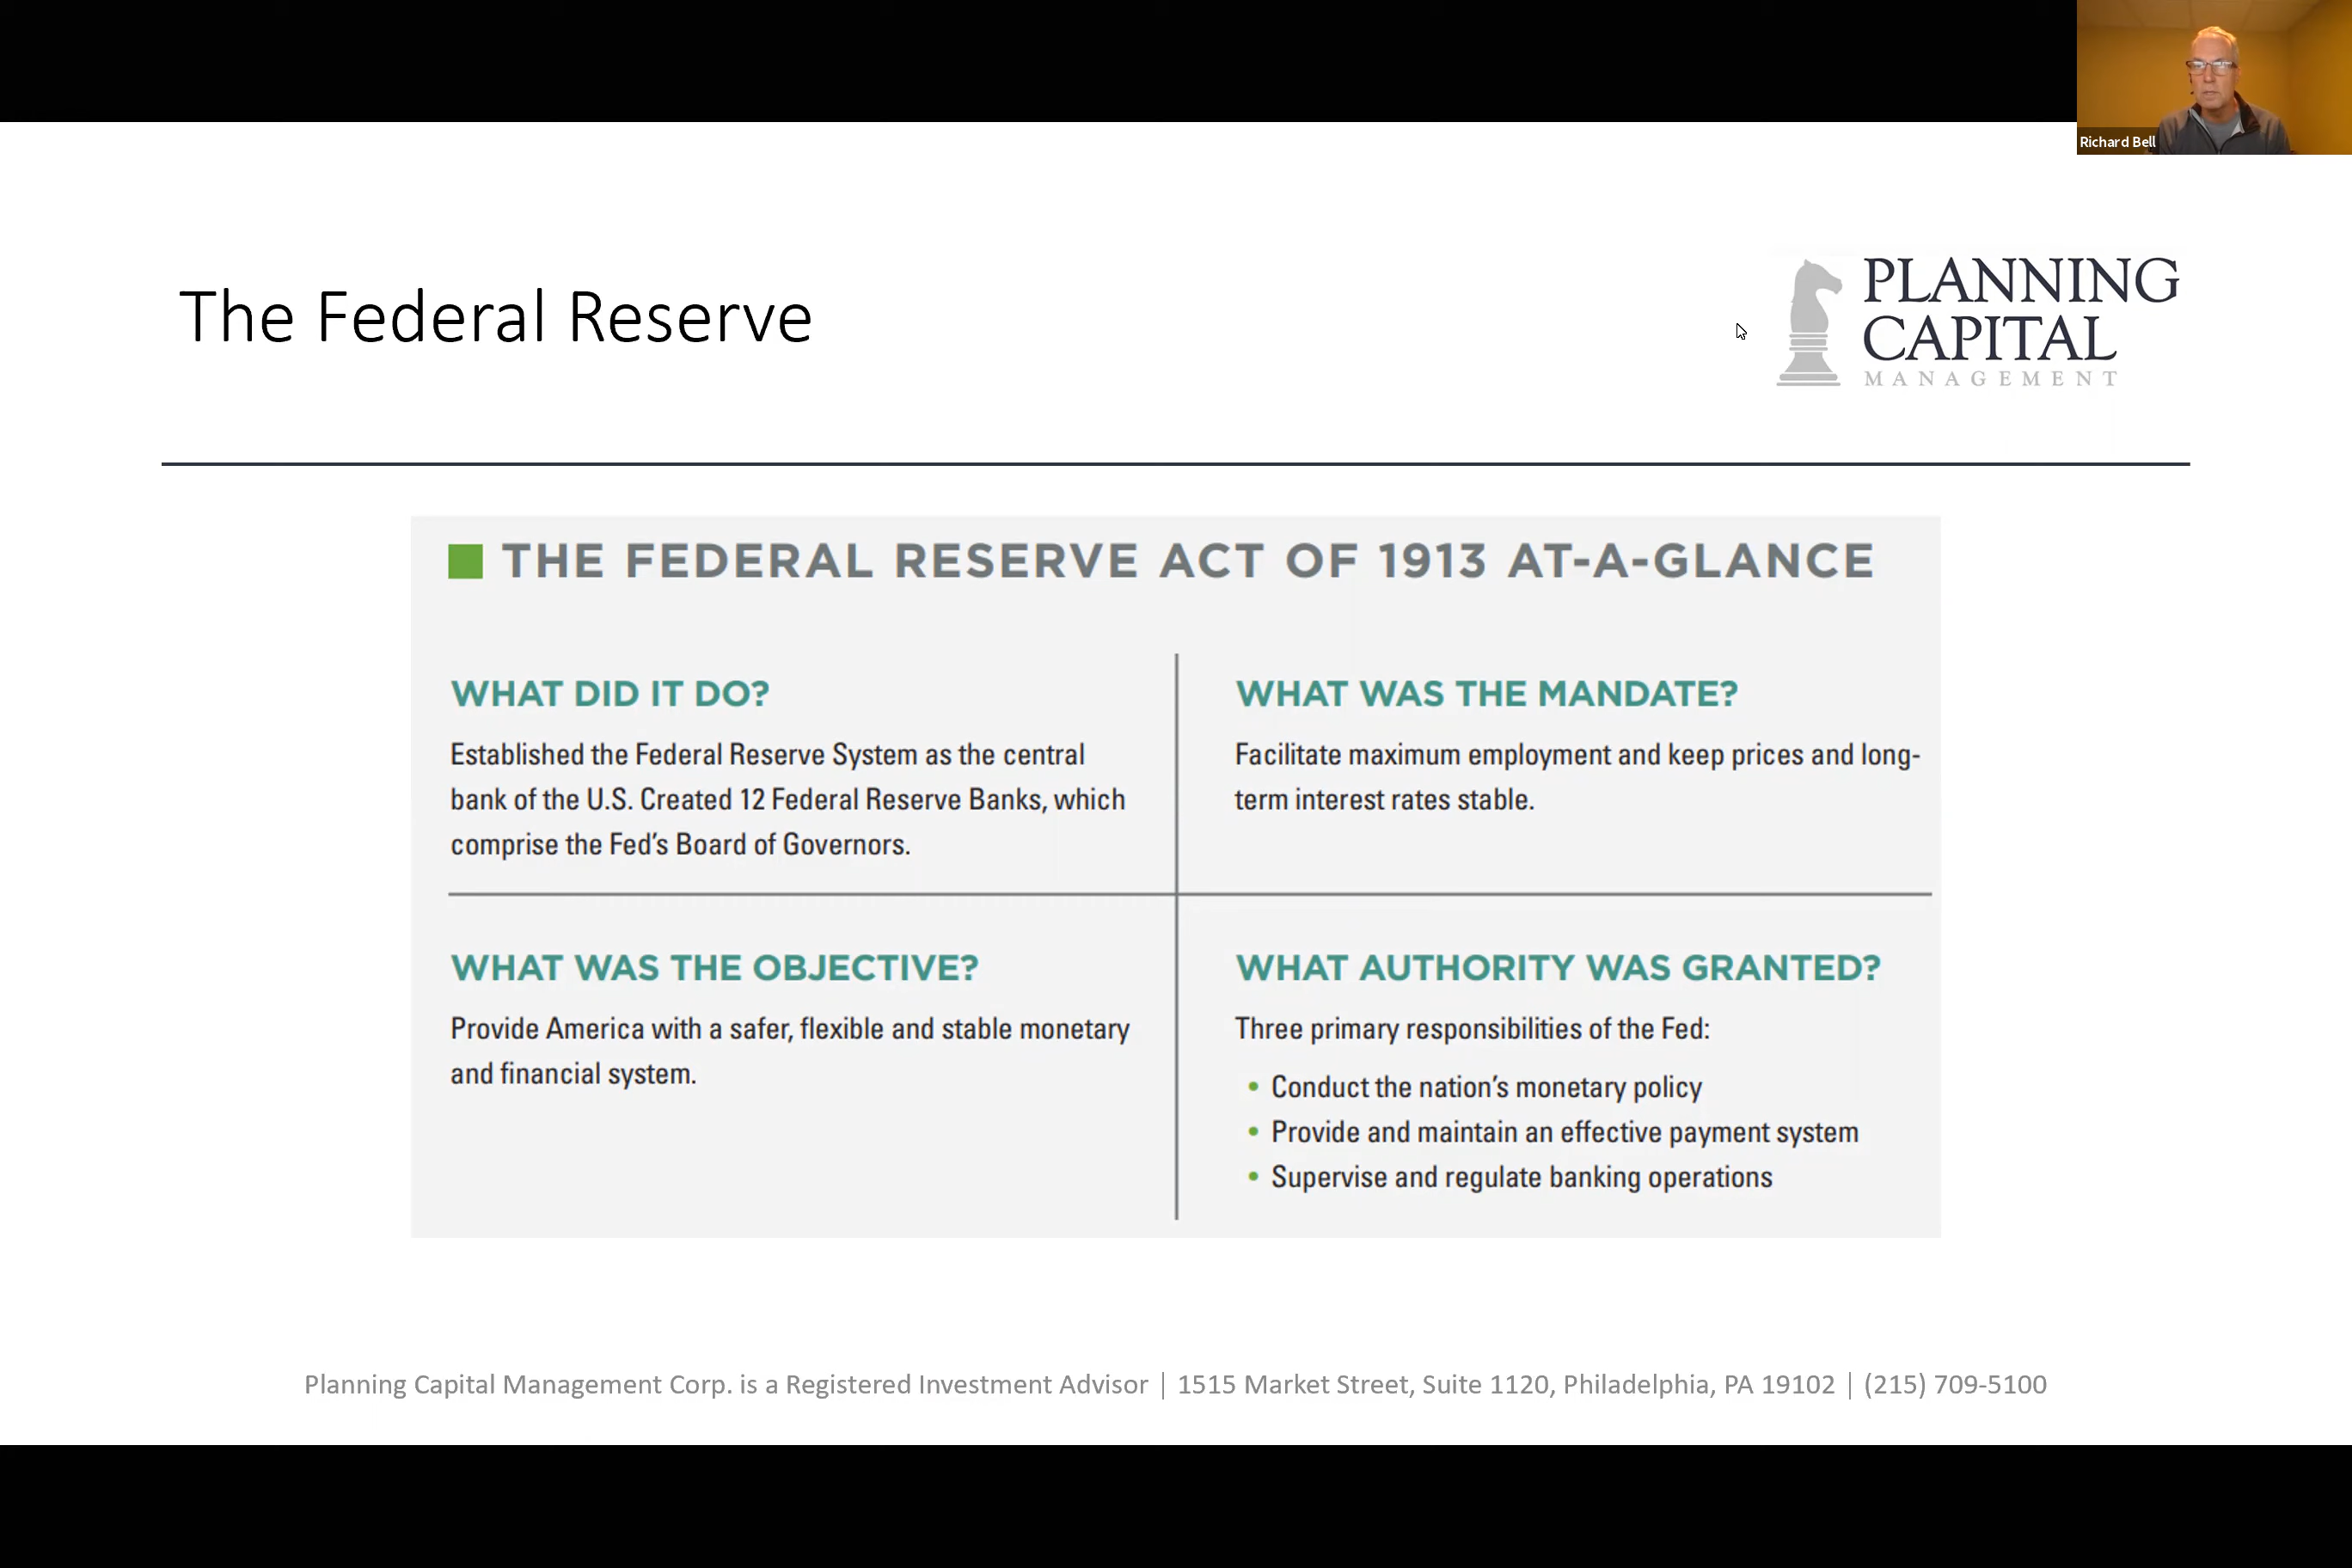 Richard Bell
The Federal Reserve
PLANNING
CAPITAL
MANAGEMENT
THE FEDERAL RESERVE ACT OF 1913 AT-A-GLANCE
WHAT DID IT DO?
Established the Federal Reserve System as the central
bank of the U.S. Created 12 Federal Reserve Banks, which
comprise the Fed’s Board of Governors.
WHAT WAS THE MANDATE?
Facilitate maximum employment and keep prices and long-
term interest rates stable.
WHAT WAS THE OBJECTIVE?
Provide America with a safer, flexible and stable monetary
and financial system.
WHAT AUTHORITY WAS GRANTED?
Three primary responsibilities of the Fed:
• Conduct the nation’s monetary policy
• Provide and maintain an effective payment system
• Supervise and regulate banking operations
Planning Capital Management Corp. is a Registered Investment Advisor | 1515 Market Street, Suite 1120, Philadelphia, PA 19102 | (215) 709-5100